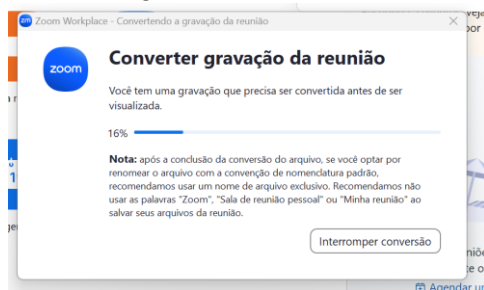 Zoom Workplace - Convertendo a gravação da reunião
zoom
Converter gravação da reunião
Você tem uma gravação que precisa ser convertida antes de ser
visualizada.
16%
Nota: após a conclusão da conversão do arquivo, se você optar por
renomear o arquivo com a convenção de nomenclatura padrão,
recomendamos usar um nome de arquivo exclusivo. Recomendamos não
usar as palavras "Zoom", "Sala de reunião pessoal" ou "Minha reunião" ao
salvar seus arquivos da reunião.
Interromper conversão
Agendar